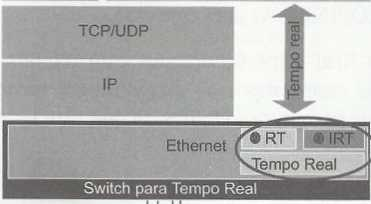 TCP/UDP
Tempo real
IP
Ethernet
RT
IRT
Tempo Real
Switch para Tempo Real